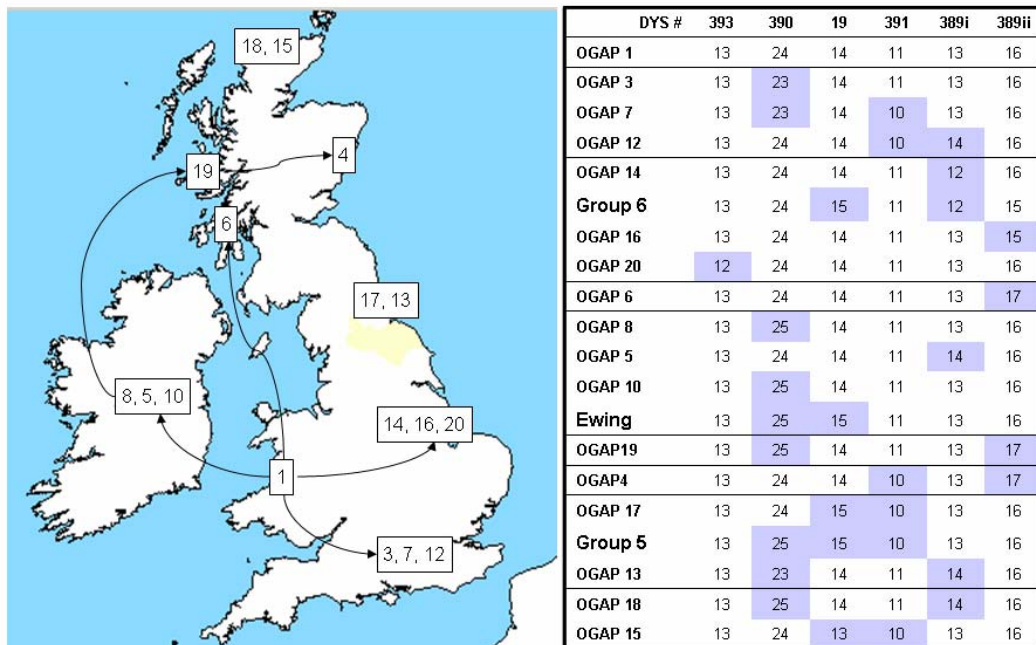 18, 15
4
19
6
17, 13
8, 5, 10
14, 16, 20
1
3, 7, 12
DYS # 393 390 19 391 389i 389ii
OGAP 1 13 24 14 11 13 16
OGAP 3 13 23 14 11 13 16
OGAP 7 13 23 14 10 13 16
OGAP 12 13 24 14 10 14 16
OGAP 14 13 24 14 11 12 16
Group 6 13 24 15 11 12 15
OGAP 16 13 24 14 11 13 15
OGAP 20 12 24 14 11 13 16
OGAP 6 13 24 14 11 13 17
OGAP 8 13 25 14 11 13 16
OGAP 5 13 24 14 11 14 16
OGAP 10 13 25 14 11 13 16
Ewing 13 25 15 11 13 16
OGAP19 13 25 14 11 13 17
OGAP4 13 24 14 10 13 17
OGAP 17 13 24 15 10 13 16
Group 5 13 25 15 10 13 16
OGAP 13 13 23 14 11 14 16
OGAP 18 13 25 14 11 14 16
OGAP 15 13 24 13 10 13 16